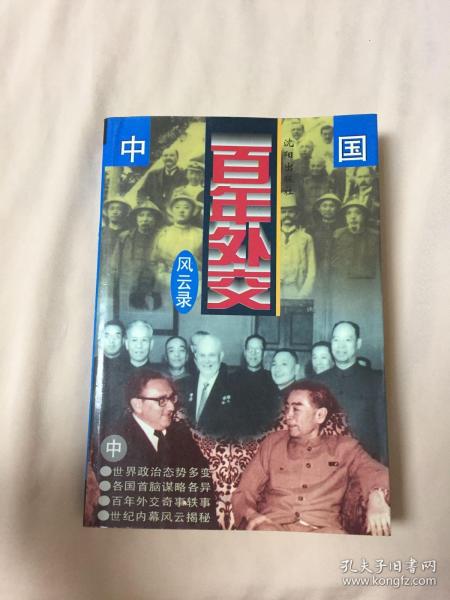 中
国
百年外交
风云录
沈阳出版社
中
●世界政治态势多变
●各国首脑谋略各异
●百年外交奇事轶事
●世纪内幕风云揭秘
孔夫子旧书网
www.kongfz.com